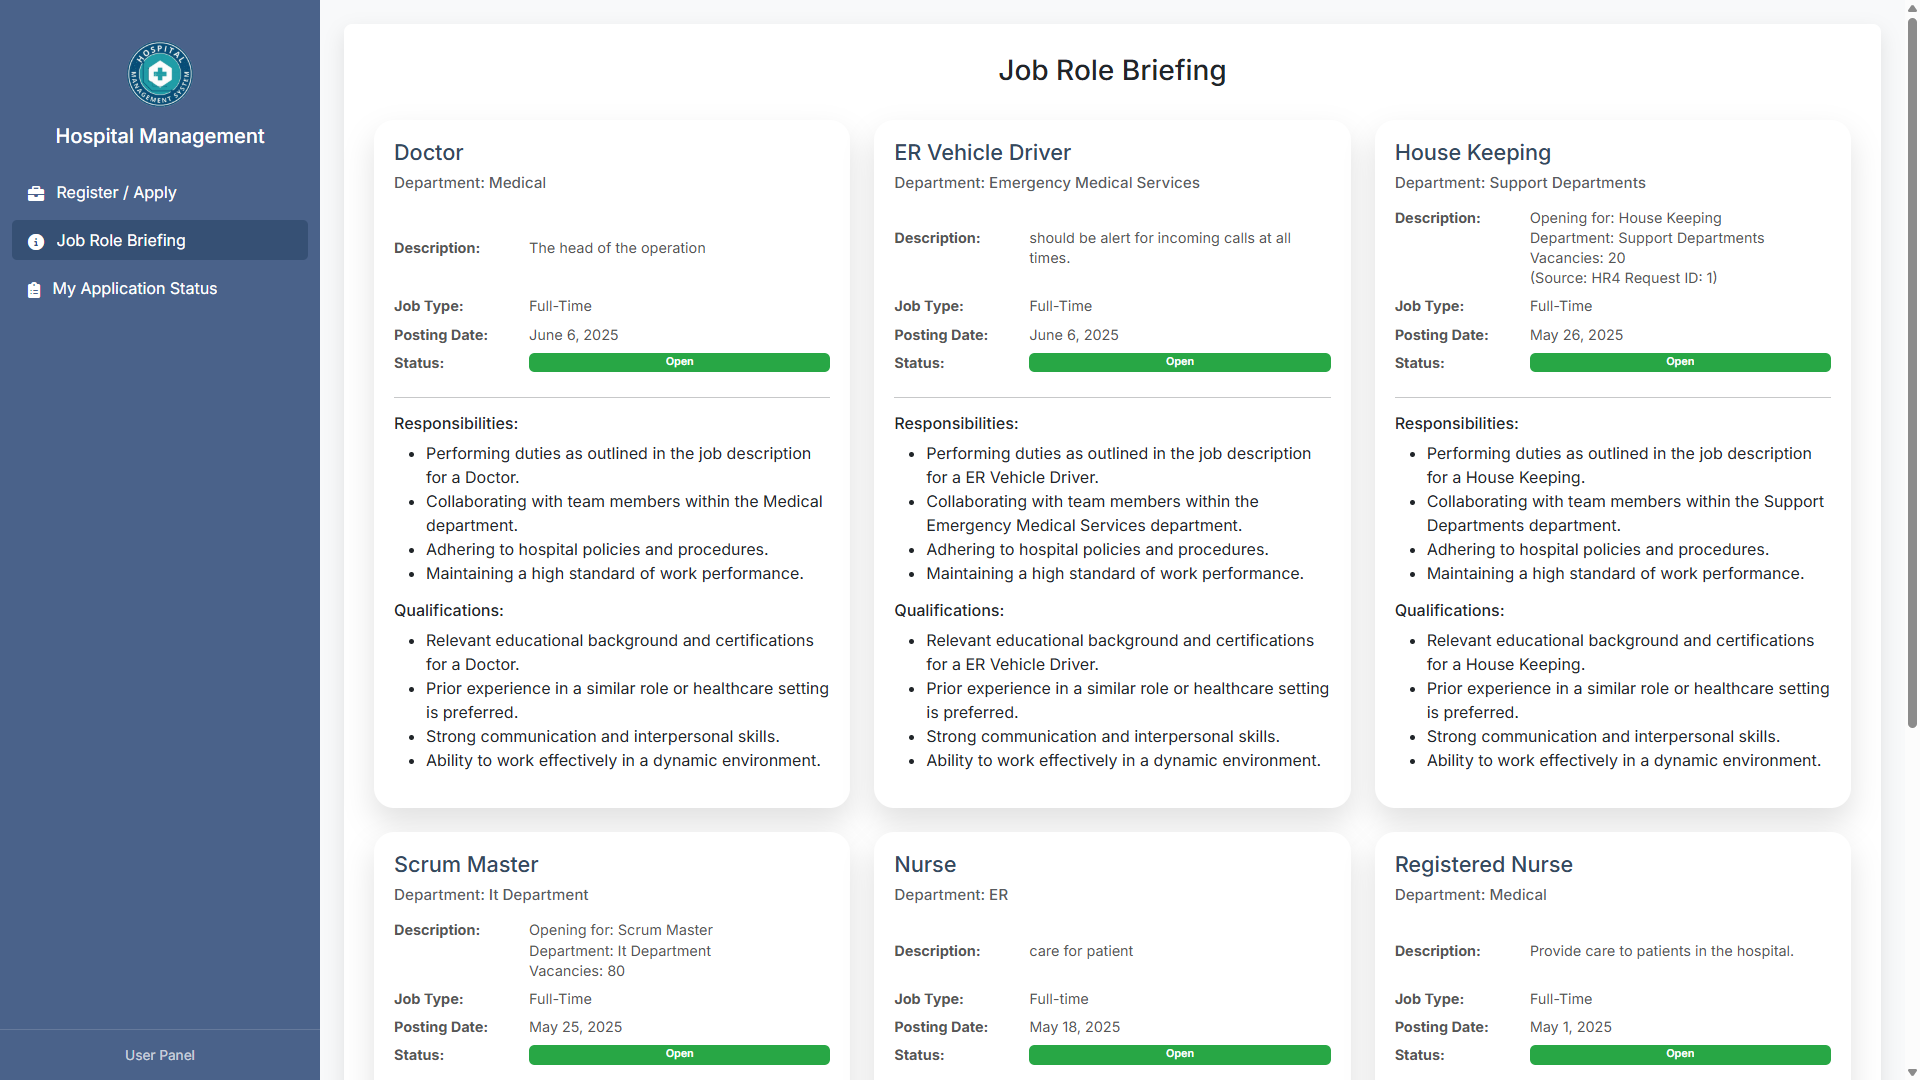 HOSPITAL MANAGEMENT SYSTEM
Hospital Management
Register / Apply
Job Role Briefing
My Application Status
User Panel
Job Role Briefing
Doctor
Department: Medical
Description: The head of the operation
Job Type: Full-Time
Posting Date: June 6, 2025
Status: Open
Responsibilities:
• Performing duties as outlined in the job description
for a Doctor.
• Collaborating with team members within the Medical
department.
• Adhering to hospital policies and procedures.
• Maintaining a high standard of work performance.
Qualifications:
• Relevant educational background and certifications
for a Doctor.
• Prior experience in a similar role or healthcare setting
is preferred.
• Strong communication and interpersonal skills.
• Ability to work effectively in a dynamic environment.
ER Vehicle Driver
Department: Emergency Medical Services
Description: should be alert for incoming calls at all
times.
Job Type: Full-Time
Posting Date: June 6, 2025
Status: Open
Responsibilities:
• Performing duties as outlined in the job description
for a ER Vehicle Driver.
• Collaborating with team members within the
Emergency Medical Services department.
• Adhering to hospital policies and procedures.
• Maintaining a high standard of work performance.
Qualifications:
• Relevant educational background and certifications
for a ER Vehicle Driver.
• Prior experience in a similar role or healthcare setting
is preferred.
• Strong communication and interpersonal skills.
• Ability to work effectively in a dynamic environment.
House Keeping
Department: Support Departments
Description: Opening for: House Keeping
Department: Support Departments
Vacancies: 20
(Source: HR4 Request ID: 1)
Job Type: Full-Time
Posting Date: May 26, 2025
Status: Open
Responsibilities:
• Performing duties as outlined in the job description
for a House Keeping.
• Collaborating with team members within the Support
Departments department.
• Adhering to hospital policies and procedures.
• Maintaining a high standard of work performance.
Qualifications:
• Relevant educational background and certifications
for a House Keeping.
• Prior experience in a similar role or healthcare setting
is preferred.
• Strong communication and interpersonal skills.
• Ability to work effectively in a dynamic environment.
Scrum Master
Department: It Department
Description: Opening for: Scrum Master
Department: It Department
Vacancies: 80
Job Type: Full-Time
Posting Date: May 25, 2025
Status: Open
Nurse
Department: ER
Description: care for patient
Job Type: Full-time
Posting Date: May 18, 2025
Status: Open
Registered Nurse
Department: Medical
Description: Provide care to patients in the hospital.
Job Type: Full-Time
Posting Date: May 1, 2025
Status: Open